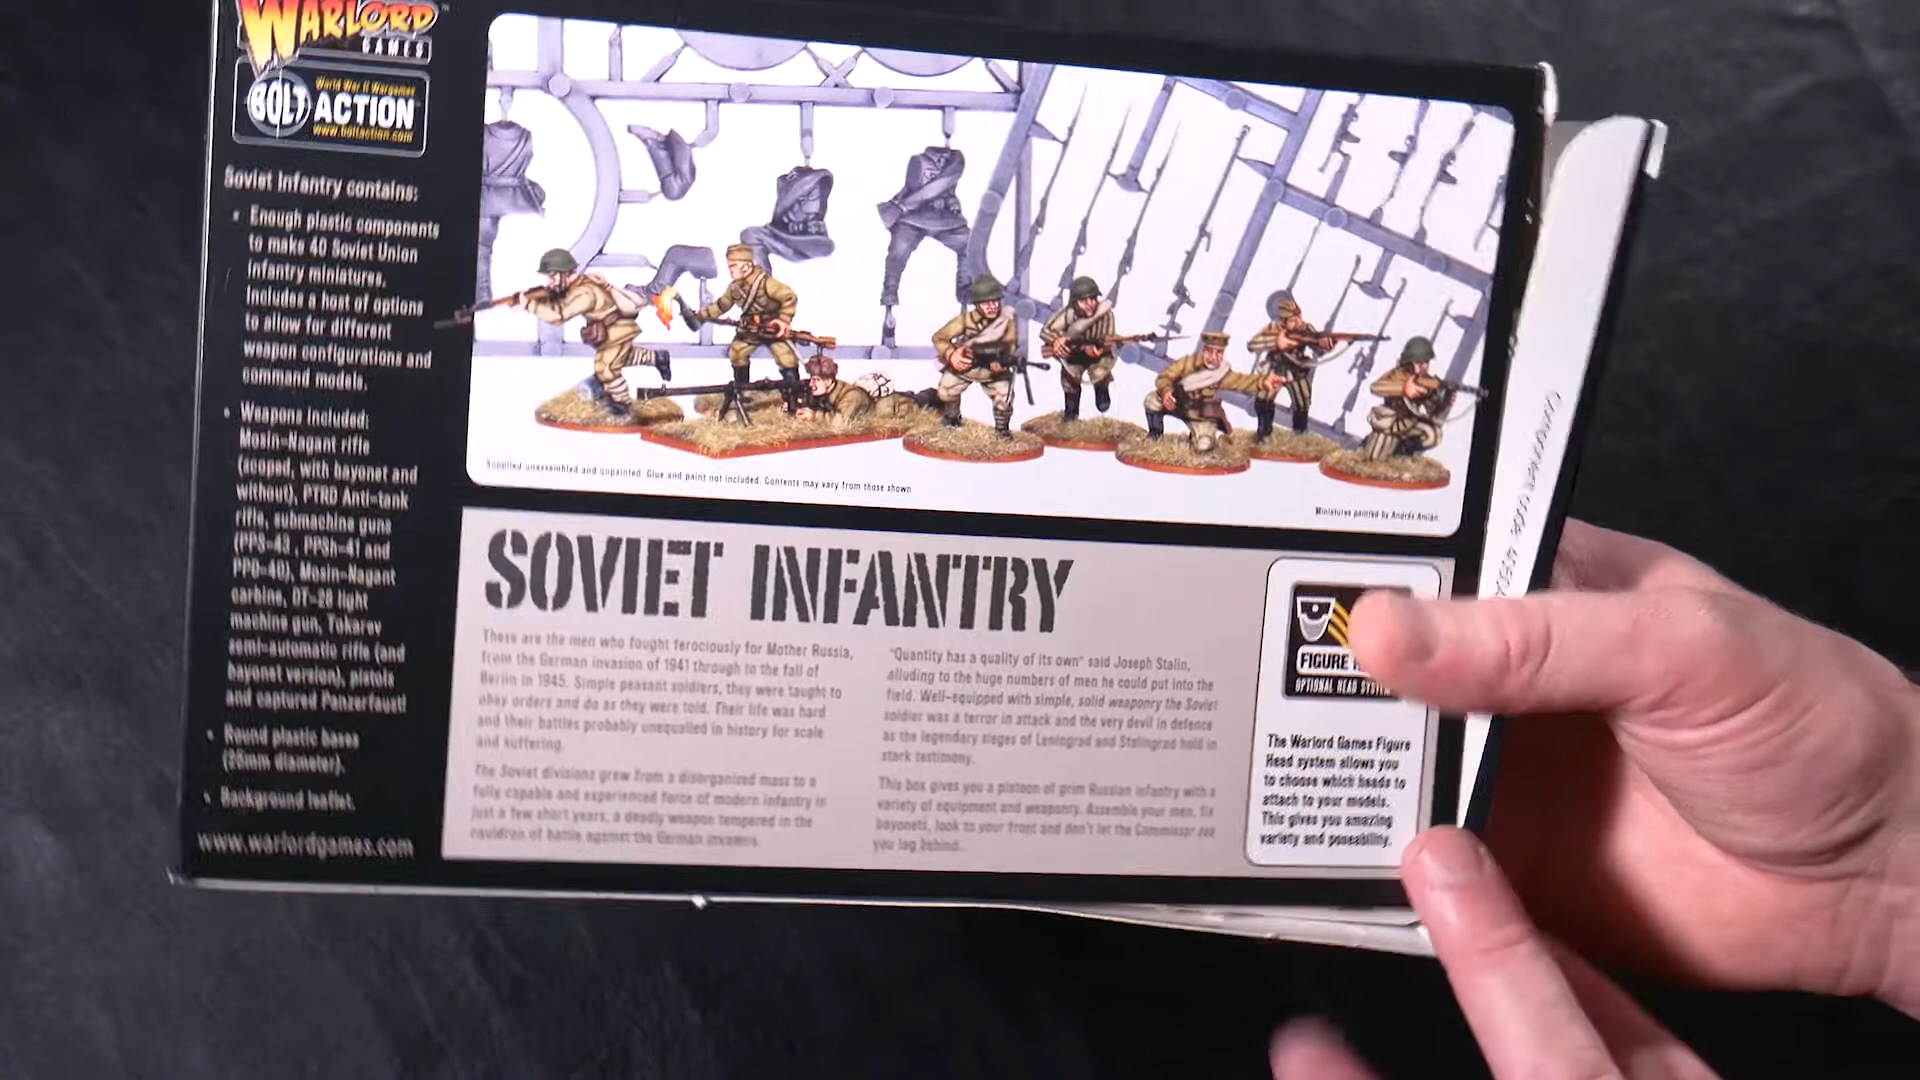 WARLORD
GAMES
World War II Wargames
BOLT ACTION
www.boltaction.com
Soviet Infantry contains:
• Enough plastic components
to make 40 Soviet Union
infantry miniatures.
Includes a host of options
to allow for different
weapon configurations and
command models.
• Weapons included:
Mosin-Nagant rifle
(scoped, with bayonet and
without), PTRD Anti-tank
rifle, submachine guns
(PPS-42, PPSh-41 and
PPD-40), Mosin-Nagant
carbine, DT-28 light
machine gun, Tokarev
semi-automatic rifle (and
bayonet version), pistols
and captured Panzerfaust!
• Round plastic bases
(25mm diameter).
• Background leaflet.
www.warlordgames.com
Supplied unassembled and unpainted. Glue and paint not included. Contents may vary from those shown
Miniatures painted by Andrés Amián.
SOVIET INFANTRY
These are the men who fought ferociously for Mother Russia,
from the German invasion of 1941 through to the fall of
Berlin in 1945. Simple peasant soldiers, they were taught to
obey orders and do as they were told. Their life was hard
and their battles probably unequalled in history for scale
and suffering.
The Soviet divisions grew from a disorganised mass to a
fully capable and experienced force of modern infantry in
just a few short years, a deadly weapon tempered in the
cauldron of battle against the German invaders.
"Quantity has a quality of its own" said Joseph Stalin,
alluding to the huge numbers of men he could put into the
field. Well-equipped with simple, solid weaponry the Soviet
soldier was a terror in attack and the very devil in defence
as the legendary sieges of Leningrad and Stalingrad hold in
stark testimony.
This box gives you a platoon of grim Russian infantry with a
variety of equipment and weaponry. Assemble your men, fix
bayonets, look to your front and don't let the Commissar see
you lag behind..
FIGURE
OPTIONAL HEAD SYSTEM
The Warlord Games Figure
Head system allows you
to choose which heads to
attach to your models.
This gives you amazing
variety and poseability.